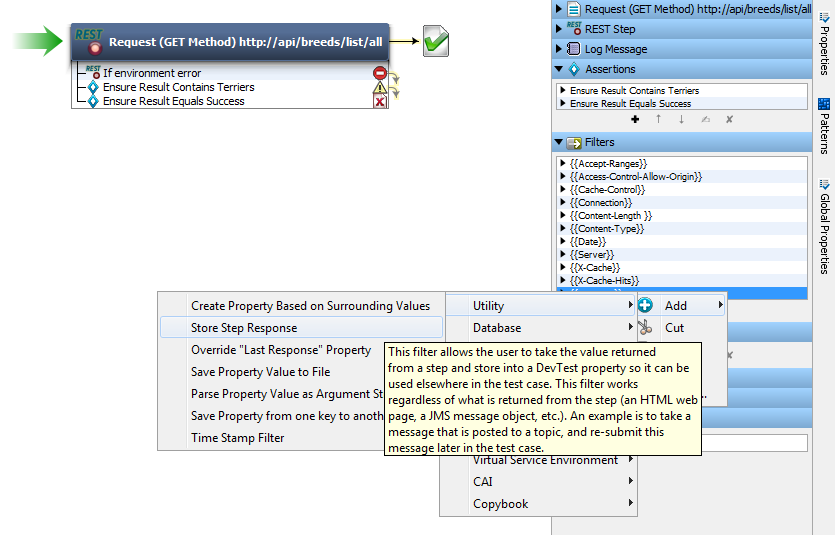 REST
Request (GET Method) http://api/breeds/list/all
REST
If environment error
Ensure Result Contains Terriers
Ensure Result Equals Success
Request (GET Method) http://api/breeds/list/all
REST
REST Step
Log Message
Assertions
Ensure Result Contains Terriers
Ensure Result Equals Success
Filters
{{Accept-Ranges}}
{{Access-Control-Allow-Origin}}
{{Cache-Control}}
{{Connection}}
{{Content-Length }}
{{Content-Type}}
{{Date}}
{{Server}}
{{X-Cache}}
{{X-Cache-Hits}}
Properties
Patterns
Global Properties
Add
Cut
Utility
Database
Virtual Service Environment
CAI
Copybook
Create Property Based on Surrounding Values
Store Step Response
Override "Last Response" Property
Save Property Value to File
Parse Property Value as Argument St
Save Property from one key to anoth
Time Stamp Filter
This filter allows the user to take the value returned
from a step and store into a DevTest property so it can be
used elsewhere in the test case. This filter works
regardless of what is returned from the step (an HTML web
page, a JMS message object, etc.). An example is to take a
message that is posted to a topic, and re-submit this
message later in the test case.